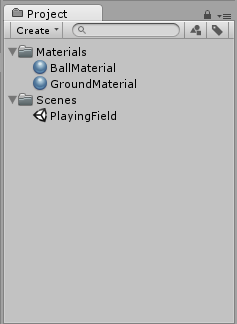 Project
Create
Materials
BallMaterial
GroundMaterial
Scenes
PlayingField